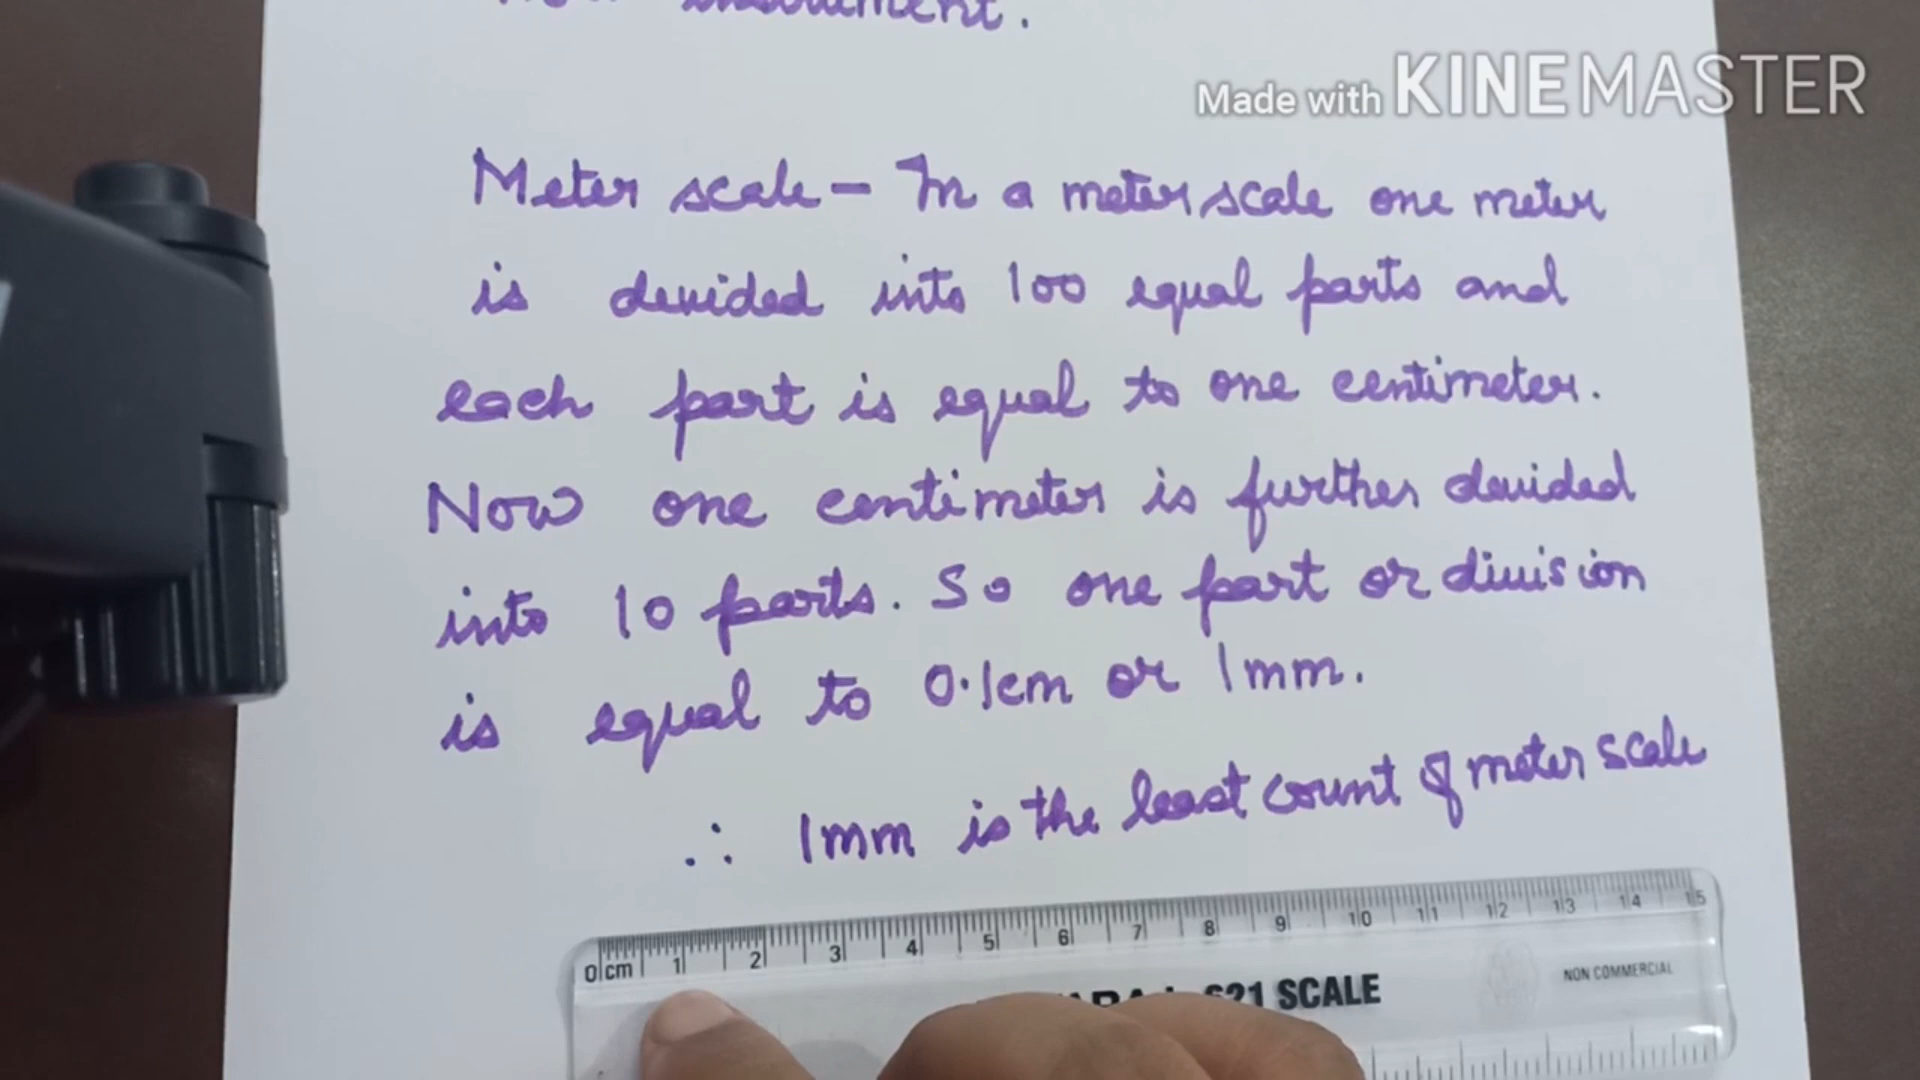 instrument.
Made with KINEMASTER
Meter scale - In a meter scale one meter
is devided into 100 equal parts and
each part is equal to one centimeter.
Now one centimeter is further devided
into 10 parts. So one part or division
is equal to 0.1cm or 1mm.
∴ 1mm is the least count of meter scale
0 cm 1 2 3 4 5 6 7 8 9 10 11 12 13 14 15
621 SCALE
NON COMMERCIAL